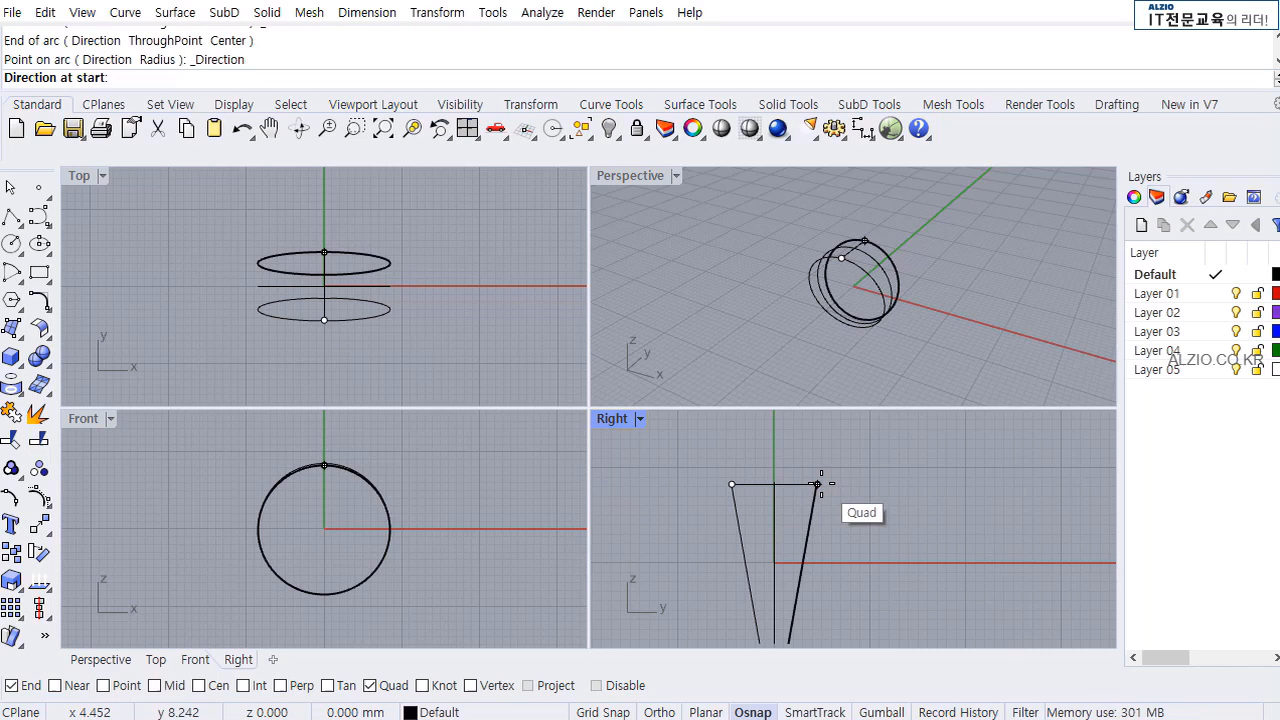 File Edit View Curve Surface SubD Solid Mesh Dimension Transform Tools Analyze Render Panels Help
ALZIO
IT전문교육의 리더!
End of arc ( Direction ThroughPoint Center )
Point on arc ( Direction Radius ): _Direction
Direction at start:
Standard CPlanes Set View Display Select Viewport Layout Visibility Transform Curve Tools Surface Tools Solid Tools SubD Tools Mesh Tools Render Tools Drafting New in V7
Top
Perspective
Layers
Layer
Default
Layer 01
Layer 02
Layer 03
Layer 04
ALZIO.CO.KR
Layer 05
y
x
z
y
x
Front
Right
Quad
z
x
z
y
Perspective Top Front Right
End Near Point Mid Cen Int Perp Tan Quad Knot Vertex Project Disable
CPlane x 4.452 y 8.242 z 0.000 0.000 mm Default Grid Snap Ortho Planar Osnap SmartTrack Gumball Record History Filter Memory use: 301 MB